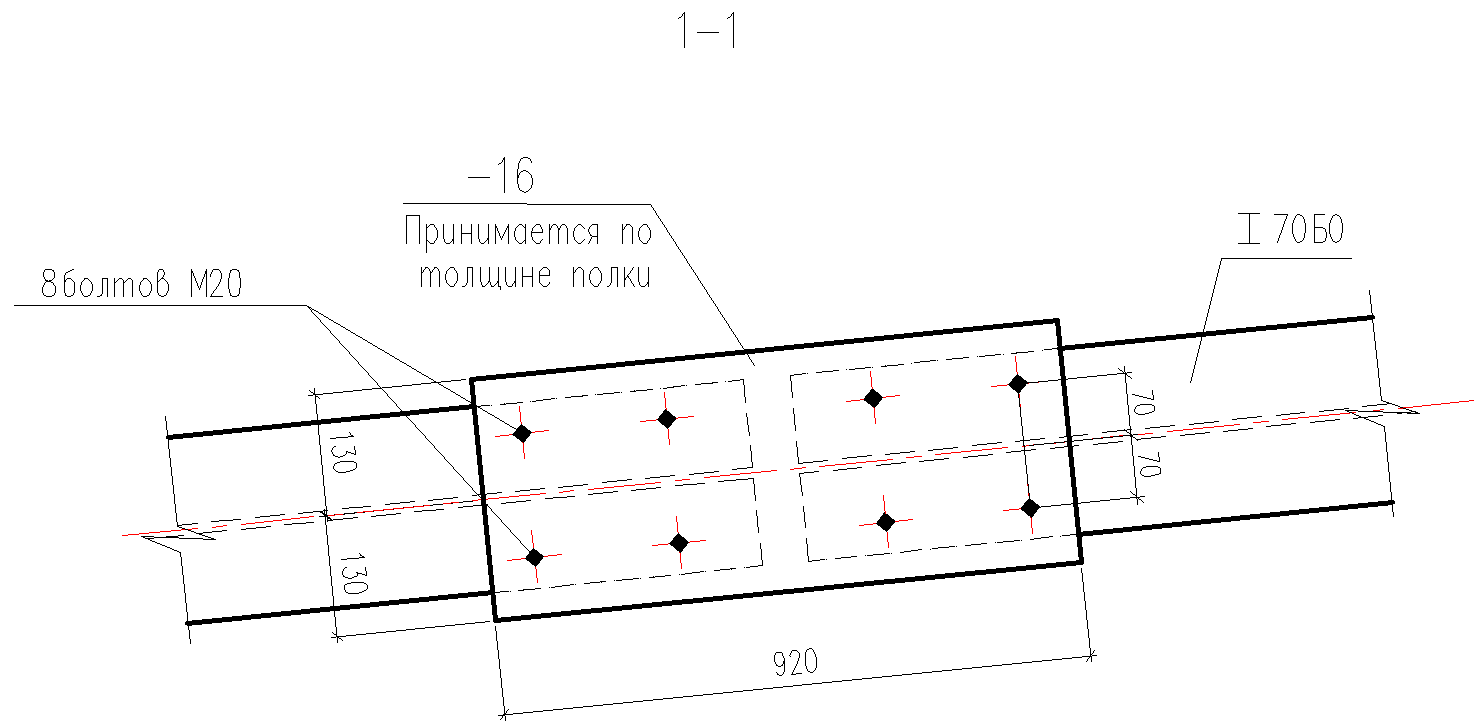 1-1
-16
Принимается по
толщине полки
I 70Б0
8болтов М20
70
130
70
130
920